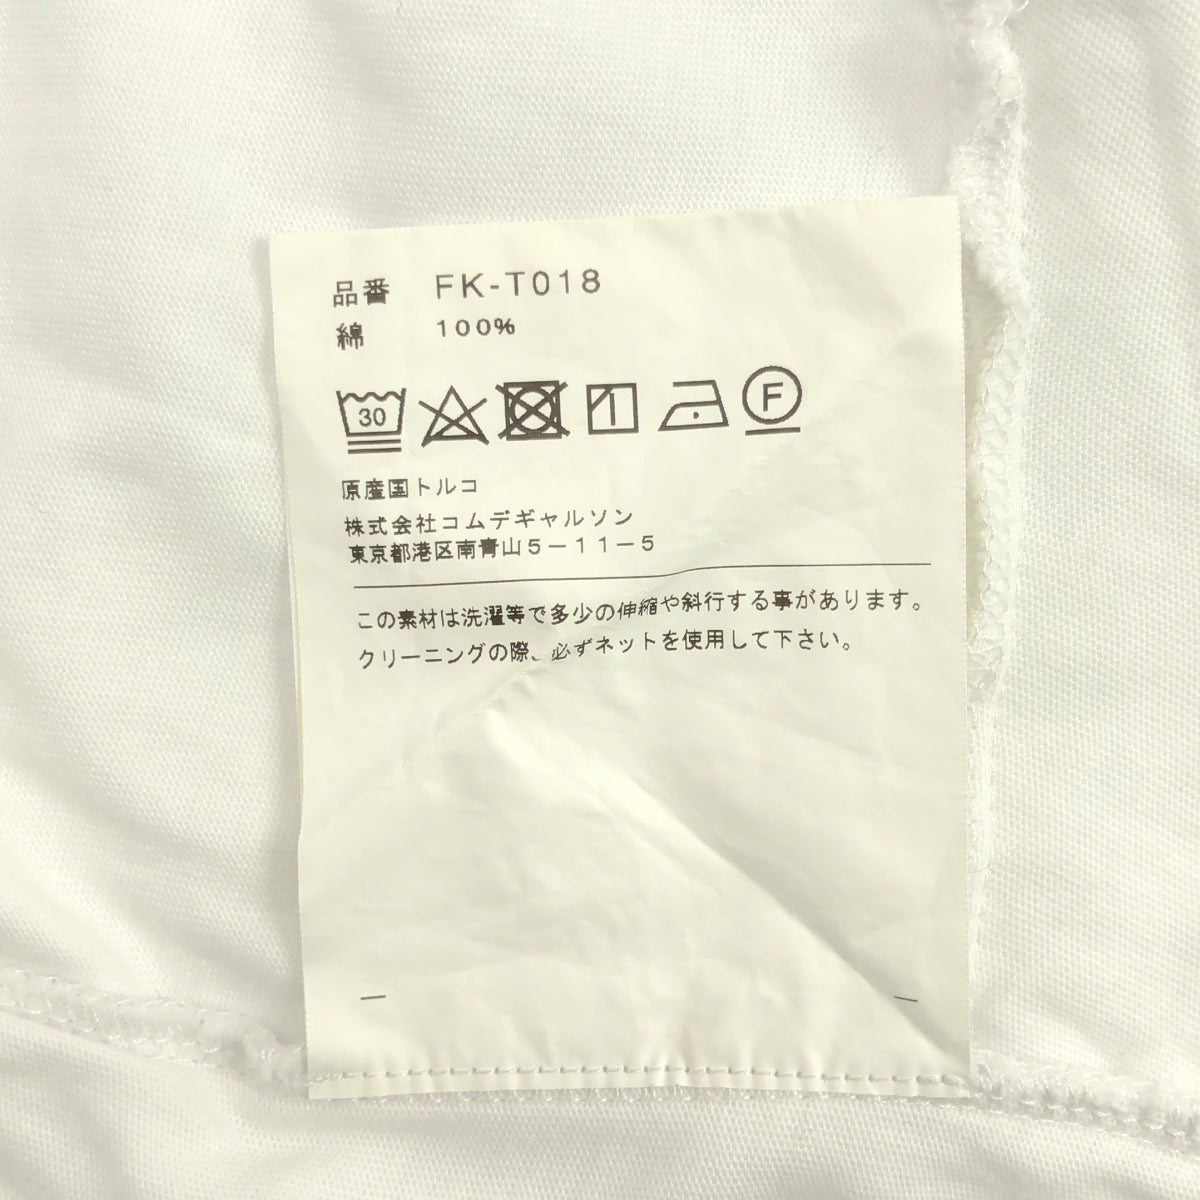 品番 FK-T018
綿 100%
30 F
原産国トルコ
株式会社コムデギャルソン
東京都港区南青山5-11-5
この素材は洗濯等で多少の伸縮や斜行する事があります。
クリーニングの際、必ずネットを使用して下さい。